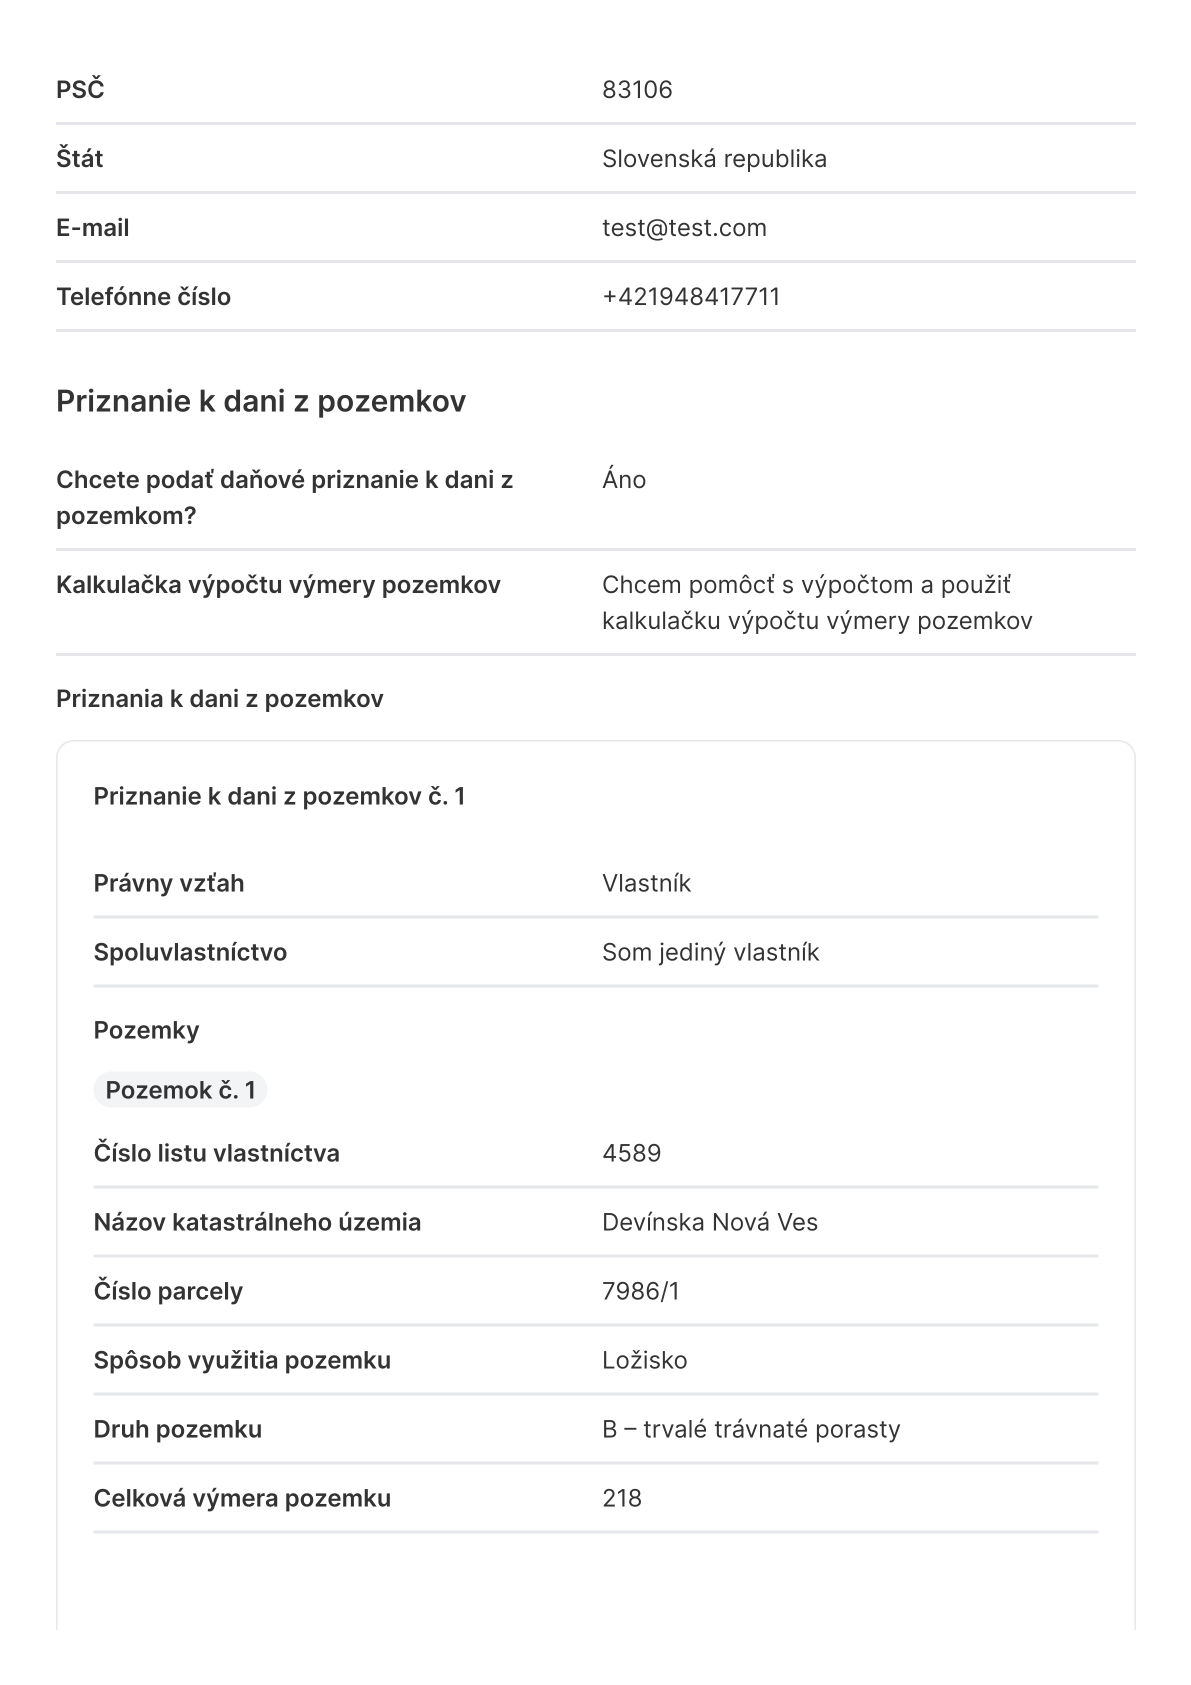 PSČ 83106
Štát Slovenská republika
E-mail test@test.com
Telefónne číslo +421948417711
Priznanie k dani z pozemkov
Chcete podať daňové priznanie k dani z Áno
pozemkom?
Kalkulačka výpočtu výmery pozemkov Chcem pomôcť s výpočtom a použiť
kalkulačku výpočtu výmery pozemkov
Priznania k dani z pozemkov
Priznanie k dani z pozemkov č. 1
Právny vzťah Vlastník
Spoluvlastníctvo Som jediný vlastník
Pozemky
Pozemok č. 1
Číslo listu vlastníctva 4589
Názov katastrálneho územia Devínska Nová Ves
Číslo parcely 7986/1
Spôsob využitia pozemku Ložisko
Druh pozemku B – trvalé trávnaté porasty
Celková výmera pozemku 218